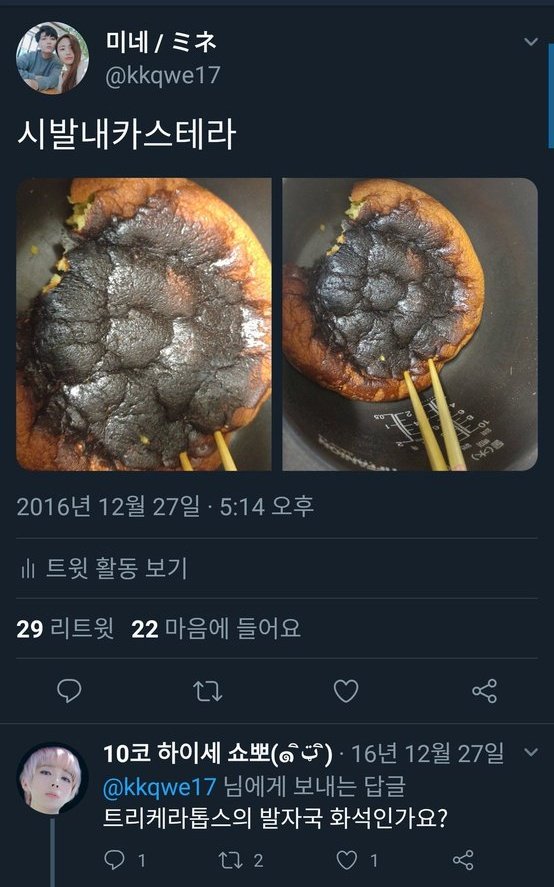 미네 / ミネ
@kkqwe17
시발내카스테라
2016년 12월 27일 · 5:14 오후
트윗 활동 보기
29 리트윗 22 마음에 들어요
10코 하이세 쇼뽀(๑˘ꇴ˘) · 16년 12월 27일
@kkqwe17 님에게 보내는 답글
트리케라톱스의 발자국 화석인가요?
1 2 1